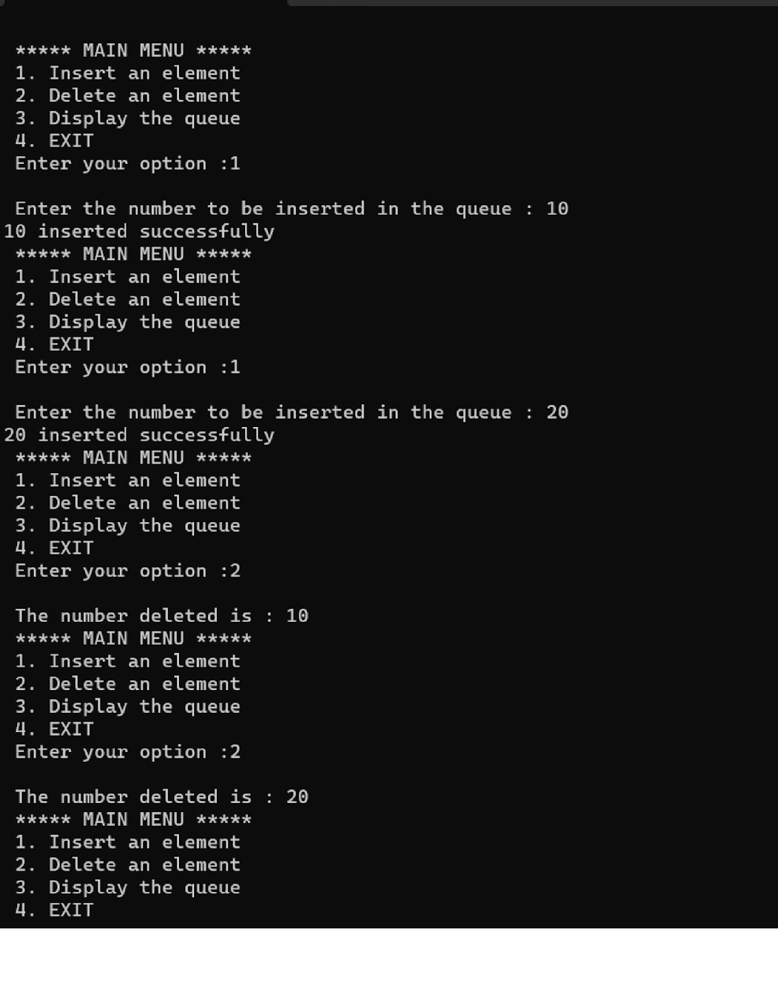 ***** MAIN MENU *****
1. Insert an element
2. Delete an element
3. Display the queue
4. EXIT
Enter your option :1
Enter the number to be inserted in the queue : 10
10 inserted successfully
***** MAIN MENU *****
1. Insert an element
2. Delete an element
3. Display the queue
4. EXIT
Enter your option :1
Enter the number to be inserted in the queue : 20
20 inserted successfully
***** MAIN MENU *****
1. Insert an element
2. Delete an element
3. Display the queue
4. EXIT
Enter your option :2
The number deleted is : 10
***** MAIN MENU *****
1. Insert an element
2. Delete an element
3. Display the queue
4. EXIT
Enter your option :2
The number deleted is : 20
***** MAIN MENU *****
1. Insert an element
2. Delete an element
3. Display the queue
4. EXIT